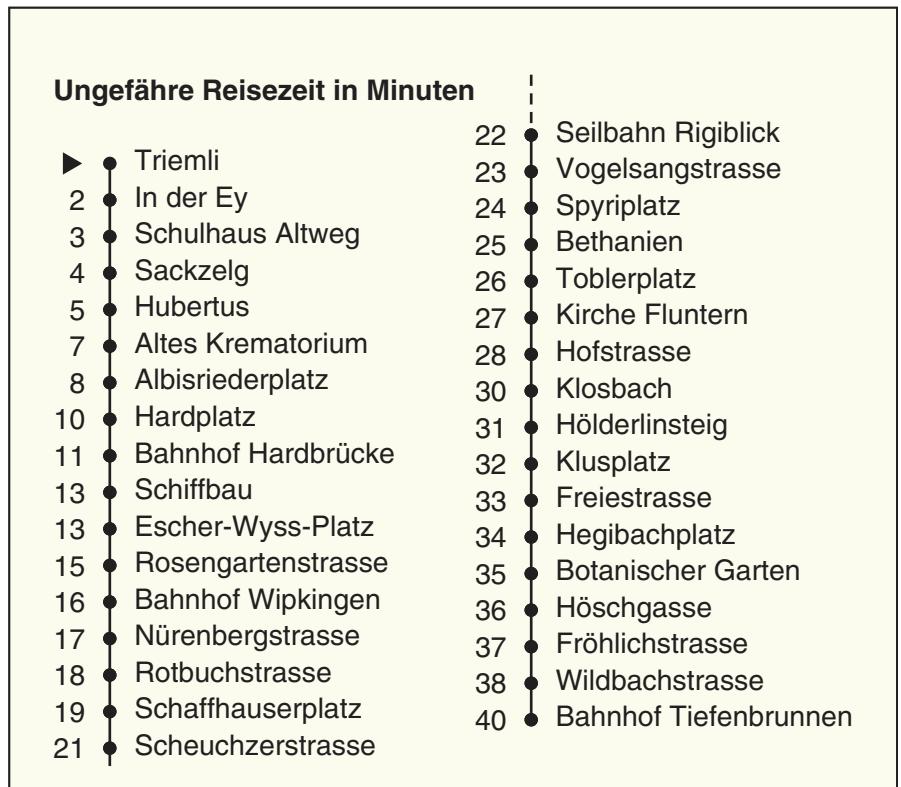 Ungefähre Reisezeit in Minuten
Triemli
2 In der Ey
3 Schulhaus Altweg
4 Sackzelg
5 Hubertus
7 Altes Krematorium
8 Albisriederplatz
10 Hardplatz
11 Bahnhof Hardbrücke
13 Schiffbau
13 Escher-Wyss-Platz
15 Rosengartenstrasse
16 Bahnhof Wipkingen
17 Nürenbergstrasse
18 Rotbuchstrasse
19 Schaffhauserplatz
21 Scheuchzerstrasse
22 Seilbahn Rigiblick
23 Vogelsangstrasse
24 Spyriplatz
25 Bethanien
26 Toblerplatz
27 Kirche Fluntern
28 Hofstrasse
30 Klosbach
31 Hölderlinsteig
32 Klusplatz
33 Freiestrasse
34 Hegibachplatz
35 Botanischer Garten
36 Höschgasse
37 Fröhlichstrasse
38 Wildbachstrasse
40 Bahnhof Tiefenbrunnen